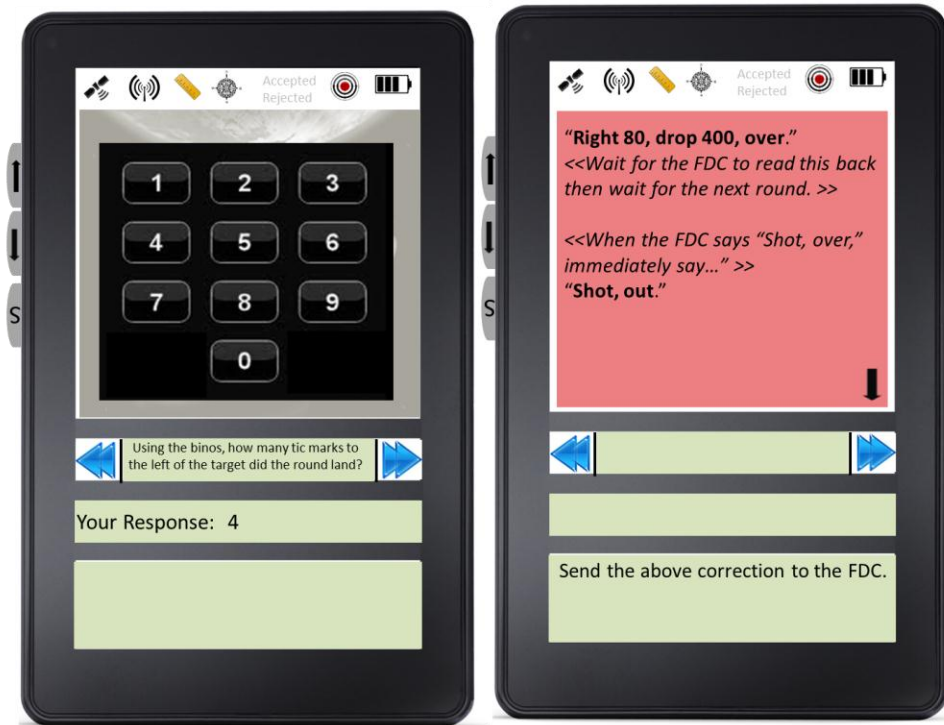 Accepted
Rejected
1 2 3
4 5 6
7 8 9
0
S
Using the binos, how many tic marks to
the left of the target did the round land?
Your Response: 4
Accepted
Rejected
“Right 80, drop 400, over.”
<<Wait for the FDC to read this back
then wait for the next round. >>
<<When the FDC says “Shot, over,”
immediately say…” >>
“Shot, out.”
S
Send the above correction to the FDC.